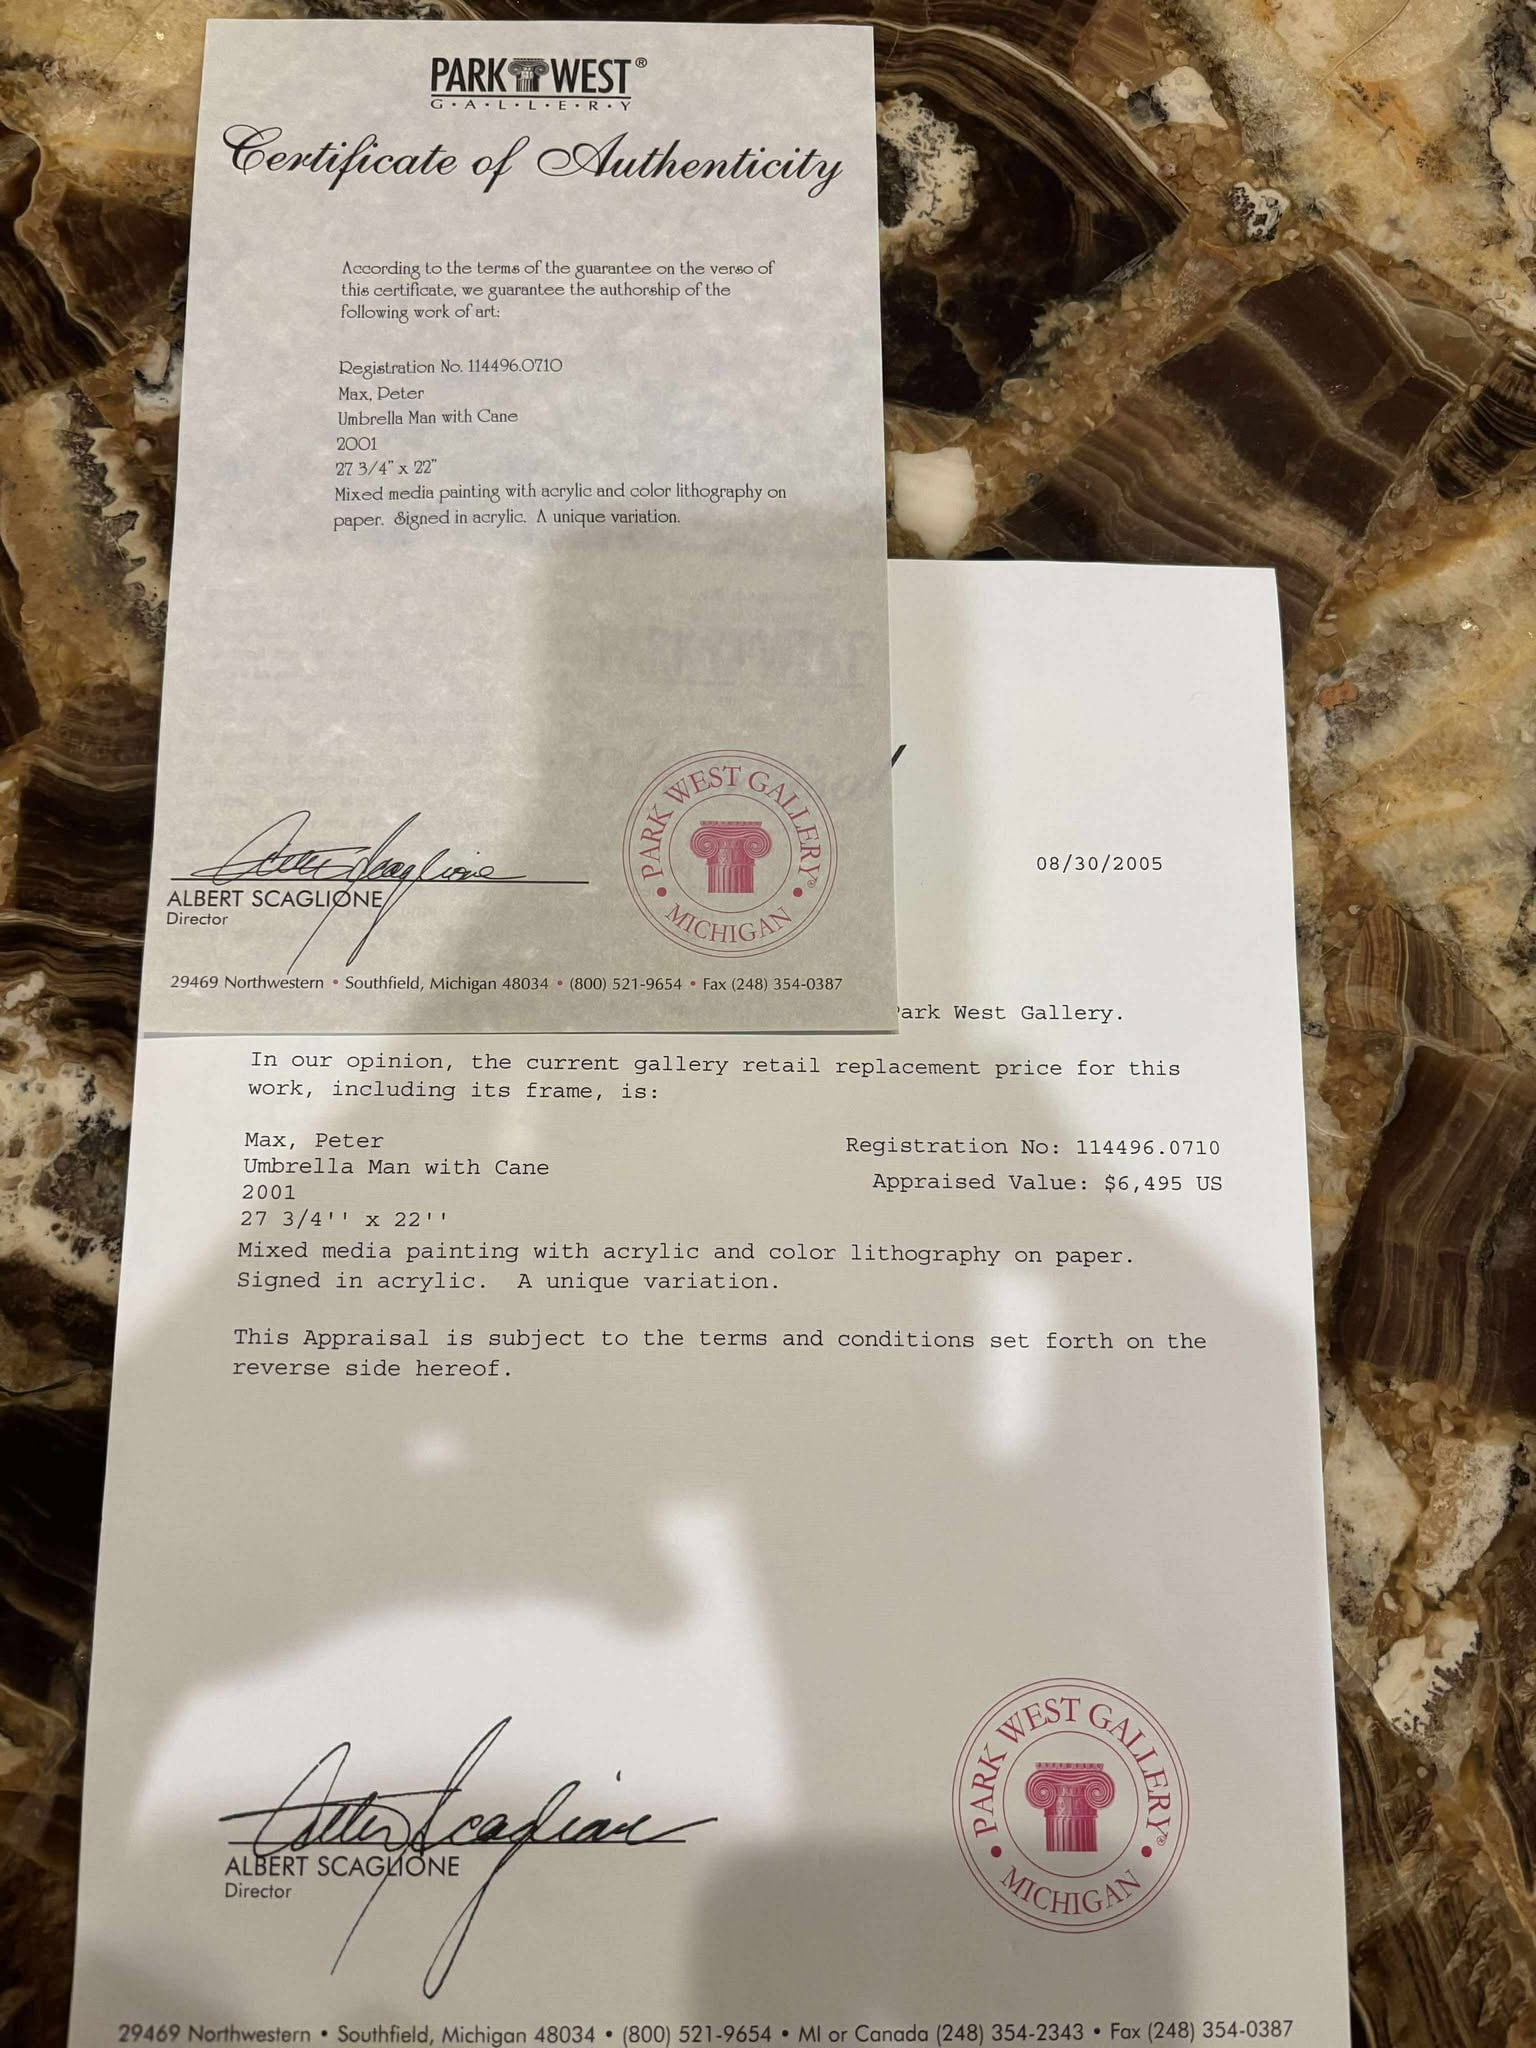 PARK WEST®
G·A·L·L·E·R·Y
Certificate of Authenticity
According to the terms of the guarantee on the verso of
this certificate, we guarantee the authorship of the
following work of art:
Registration No. 114496.0710
Max, Peter
Umbrella Man with Cane
2001
27 3/4" x 22"
Mixed media painting with acrylic and color lithography on
paper. Signed in acrylic. A unique variation.
ALBERT SCAGLIONE
Director
PARK WEST GALLERY®
• MICHIGAN •
29469 Northwestern • Southfield, Michigan 48034 • (800) 521-9654 • Fax (248) 354-0387
08/30/2005
Park West Gallery.
In our opinion, the current gallery retail replacement price for this
work, including its frame, is:
Max, Peter
Registration No: 114496.0710
Umbrella Man with Cane
Appraised Value: $6,495 US
2001
27 3/4'' x 22''
Mixed media painting with acrylic and color lithography on paper.
Signed in acrylic. A unique variation.
This Appraisal is subject to the terms and conditions set forth on the
reverse side hereof.
ALBERT SCAGLIONE
Director
PARK WEST GALLERY®
• MICHIGAN •
29469 Northwestern • Southfield, Michigan 48034 • (800) 521-9654 • MI or Canada (248) 354-2343 • Fax (248) 354-0387